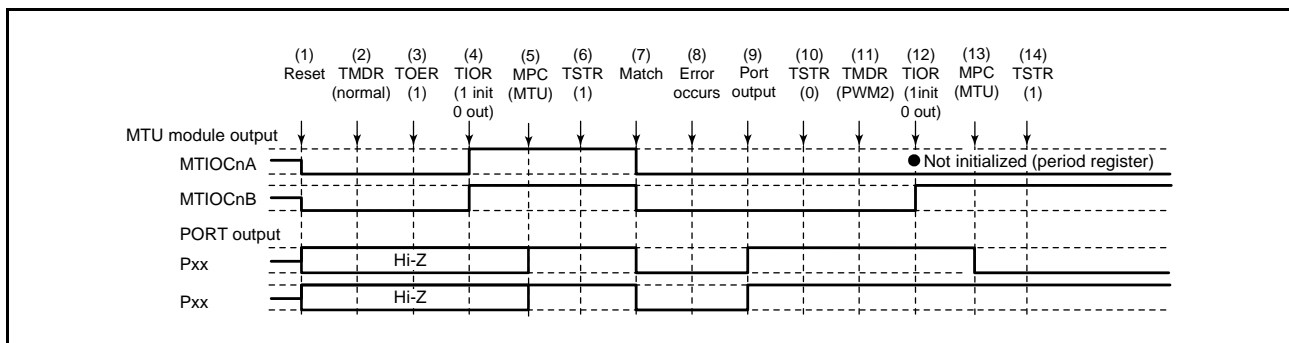 (1) (2) (3) (4) (5) (6) (7) (8) (9) (10) (11) (12) (13) (14)
Reset TMDR TOER TIOR MPC TSTR Match Error Port TSTR TMDR TIOR MPC TSTR
(normal) (1) (1 init (MTU) (1) occurs output (0) (PWM2) (1init (MTU) (1)
0 out) 0 out)
MTU module output
MTIOCnA ● Not initialized (period register)
MTIOCnB
PORT output
Pxx Hi-Z
Pxx Hi-Z